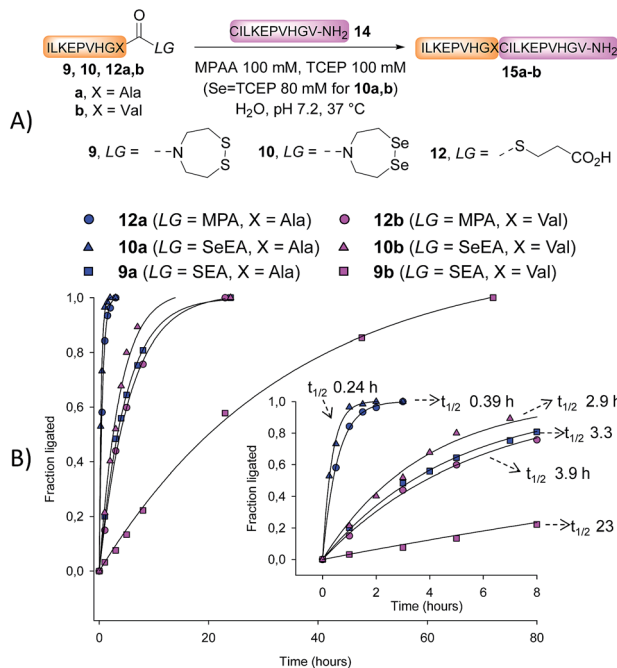 A)
ILKEPVHGX
O
LG
9, 10, 12a,b
a, X = Ala
b, X = Val
CILKEPVHGV-NH2 14
MPAA 100 mM, TCEP 100 mM
(Se=TCEP 80 mM for 10a,b)
H2O, pH 7.2, 37 °C
ILKEPVHGXCILKEPVHGV-NH2
15a-b
9, LG = N S S
10, LG = N Se Se
12, LG = S CO2H
12a (LG = MPA, X = Ala)
12b (LG = MPA, X = Val)
10a (LG = SeEA, X = Ala)
10b (LG = SeEA, X = Val)
9a (LG = SEA, X = Ala)
9b (LG = SEA, X = Val)
B)
Fraction ligated
1,0
0,8
0,6
0,4
0,2
0,0
0
20
40
60
80
Time (hours)
Fraction ligated
1,0
0,8
0,6
0,4
0,2
0,0
0
2
4
6
8
Time (hours)
t1/2 0.24 h
t1/2 0.39 h
t1/2 2.9 h
t1/2 3.3
t1/2 3.9 h
t1/2 23